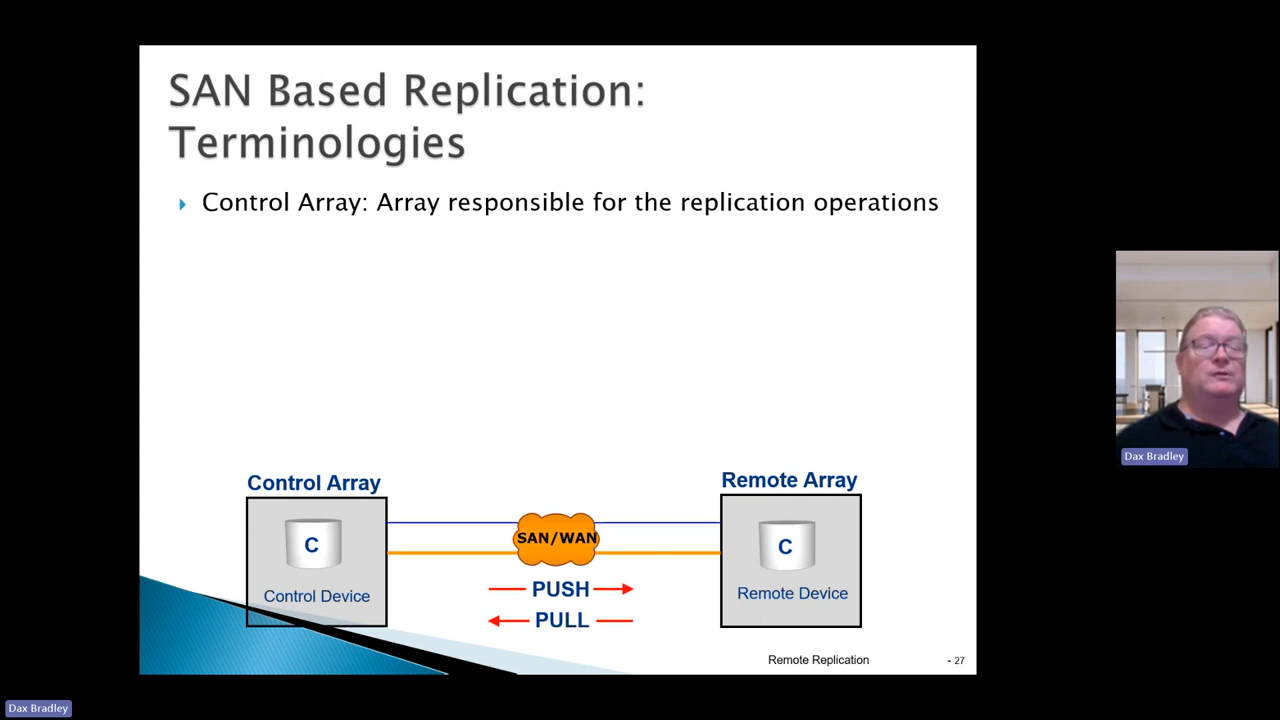 SAN Based Replication:
Terminologies
Control Array: Array responsible for the replication operations
Control Array
Remote Array
C
SAN/WAN
C
Control Device
PUSH
Remote Device
PULL
Remote Replication
- 27
Dax Bradley
Dax Bradley